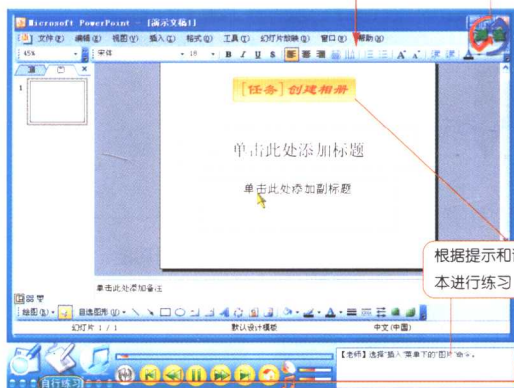 Microsoft PowerPoint - [演示文稿1]
文件(F) 编辑(E) 视图(V) 插入(I) 格式(O) 工具(T) 幻灯片放映(D) 窗口(W) 帮助(H)
45% 宋体 18 B I U S
[任务]创建相册
1
单击此处添加标题
单击此处添加副标题
根据提示和
本进行练习
单击此处添加备注
绘图(D) 自选图形(U)
幻灯片 1 / 1 默认设计模板 中文(中国)
【老师】选择"插入"菜单下的"图片"命令。
自行练习